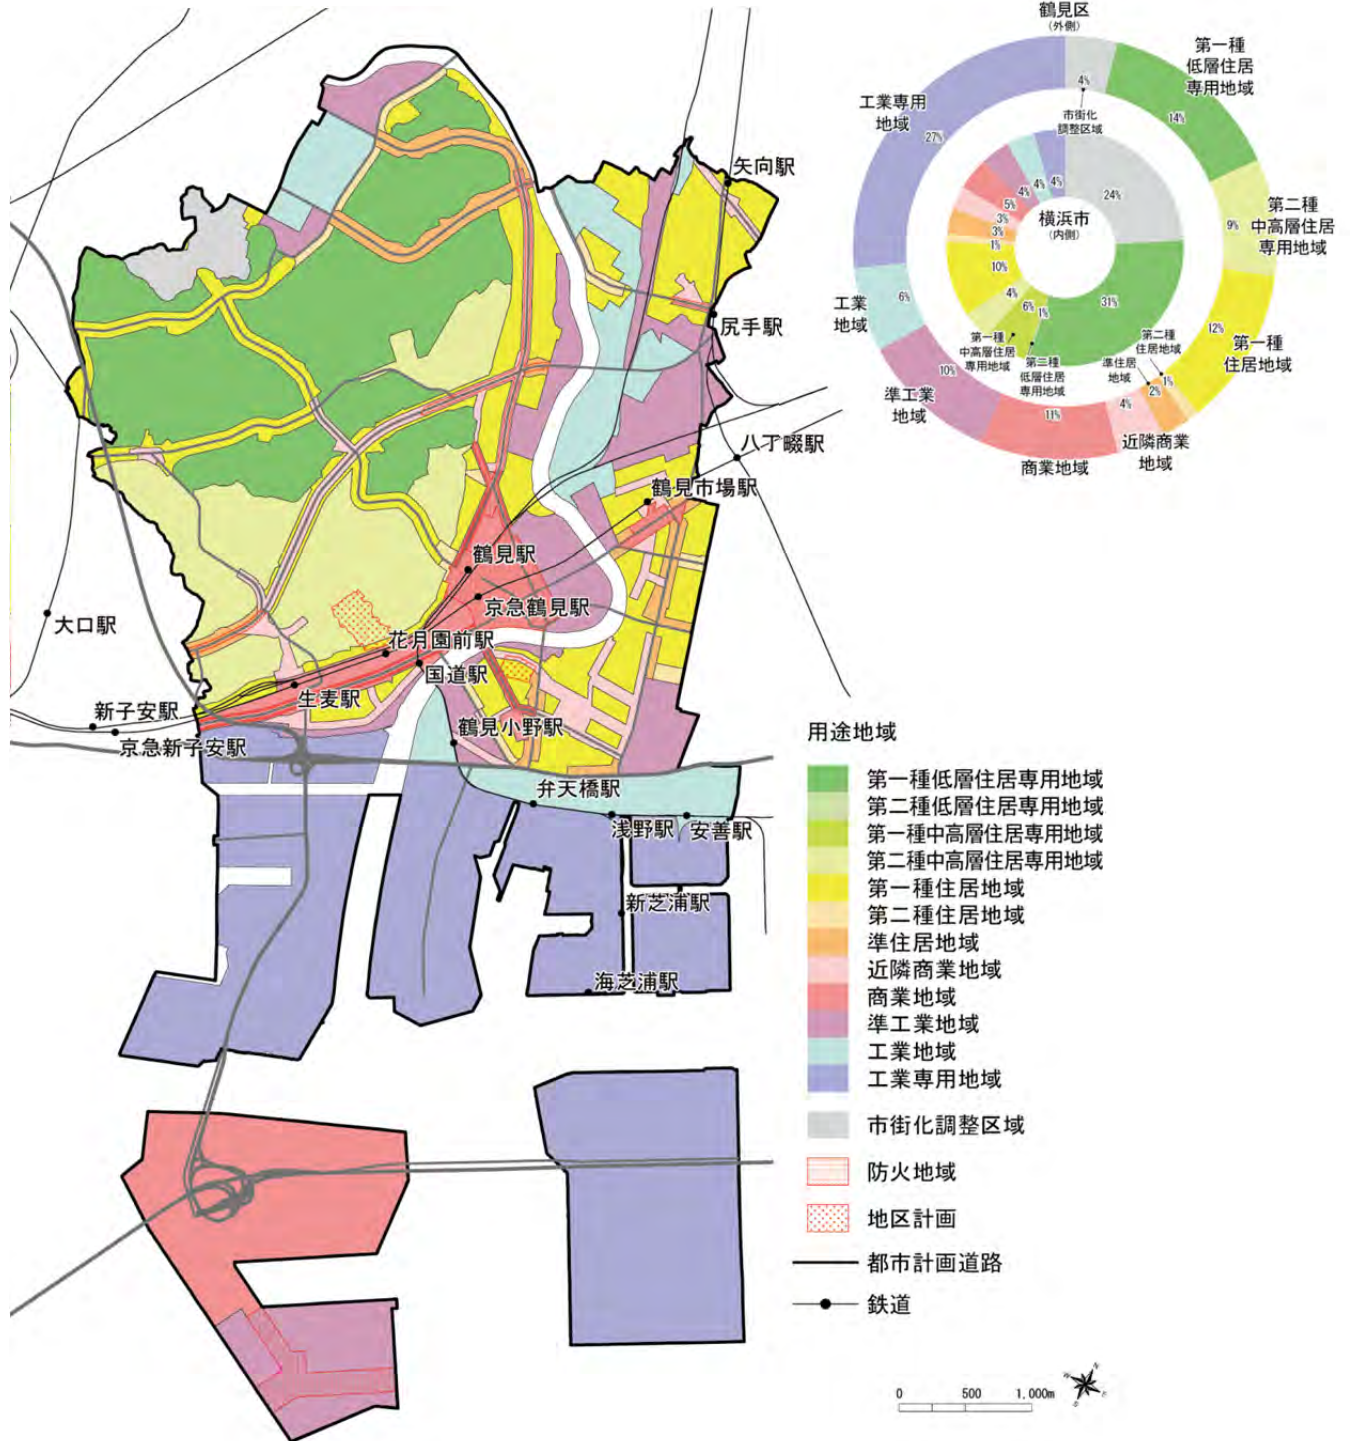 鶴見区
(外側)
第一種
低層住居
専用地域
14%
4%
市街化
調整区域
工業専用
地域
27%
第二種
中高層住居
専用地域
9%
12%
第一種
住居地域
工業
地域
6%
準工業
地域
10%
商業地域
11%
近隣商業
地域
4%
準住居
地域
2%
第二種
住居地域
1%
横浜市
(内側)
24%
31%
1%
第二種
低層住居
専用地域
6%
第一種
中高層住居
専用地域
4%
10%
1%
3%
3%
5%
4%
4%
4%
矢向駅
尻手駅
八丁畷駅
鶴見市場駅
鶴見駅
京急鶴見駅
大口駅
花月園前駅
国道駅
生麦駅
新子安駅
京急新子安駅
鶴見小野駅
弁天橋駅
浅野駅
安善駅
新芝浦駅
海芝浦駅
用途地域
第一種低層住居専用地域
第二種低層住居専用地域
第一種中高層住居専用地域
第二種中高層住居専用地域
第一種住居地域
第二種住居地域
準住居地域
近隣商業地域
商業地域
準工業地域
工業地域
工業専用地域
市街化調整区域
防火地域
地区計画
都市計画道路
鉄道
0 500 1,000m